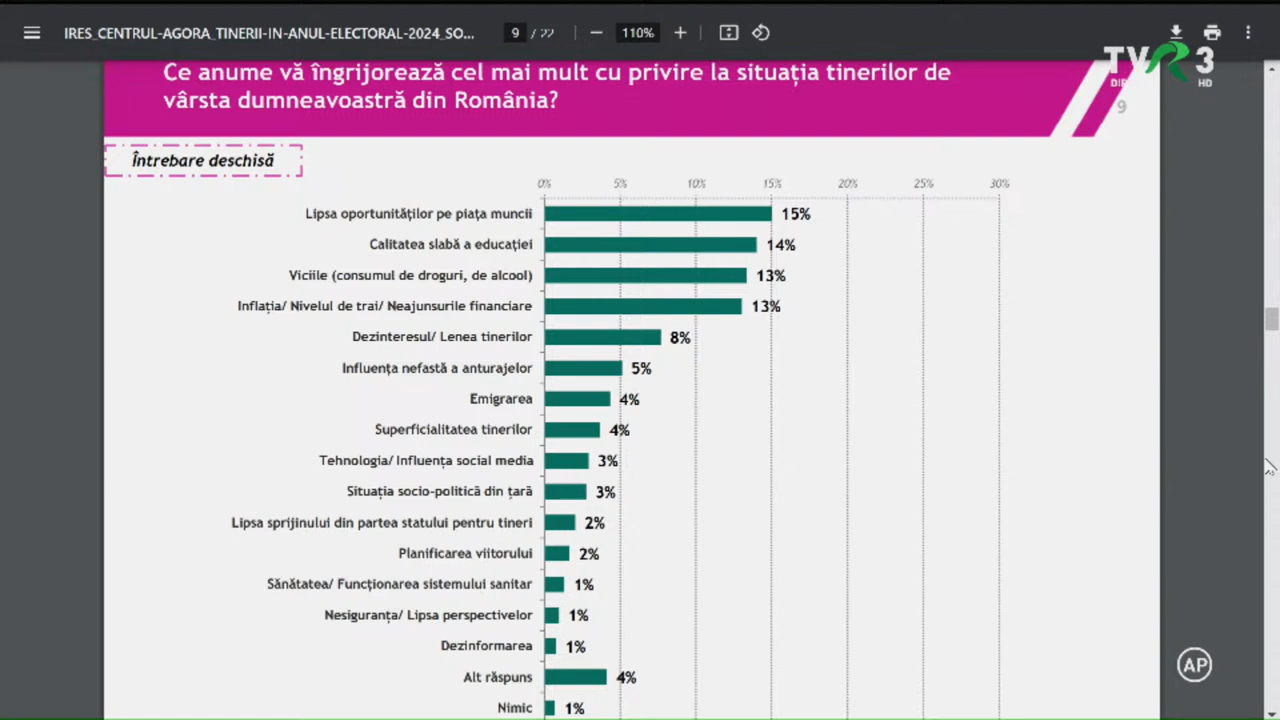 IRES_CENTRUL-AGORA_TINERII-IN-ANUL-ELECTORAL-2024_SO...
9 / 22
110%
TVR 3
HD
Ce anume vă îngrijorează cel mai mult cu privire la situația tinerilor de
vârsta dumneavoastră din România?
9
Întrebare deschisă
0% 5% 10% 15% 20% 25% 30%
Lipsa oportunităților pe piața muncii 15%
Calitatea slabă a educației 14%
Viciile (consumul de droguri, de alcool) 13%
Inflația/ Nivelul de trai/ Neajunsurile financiare 13%
Dezinteresul/ Lenea tinerilor 8%
Influența nefastă a anturajelor 5%
Emigrarea 4%
Superficialitatea tinerilor 4%
Tehnologia/ Influența social media 3%
Situația socio-politică din țară 3%
Lipsa sprijinului din partea statului pentru tineri 2%
Planificarea viitorului 2%
Sănătatea/ Funcționarea sistemului sanitar 1%
Nesiguranța/ Lipsa perspectivelor 1%
Dezinformarea 1%
Alt răspuns 4%
Nimic 1%
AP